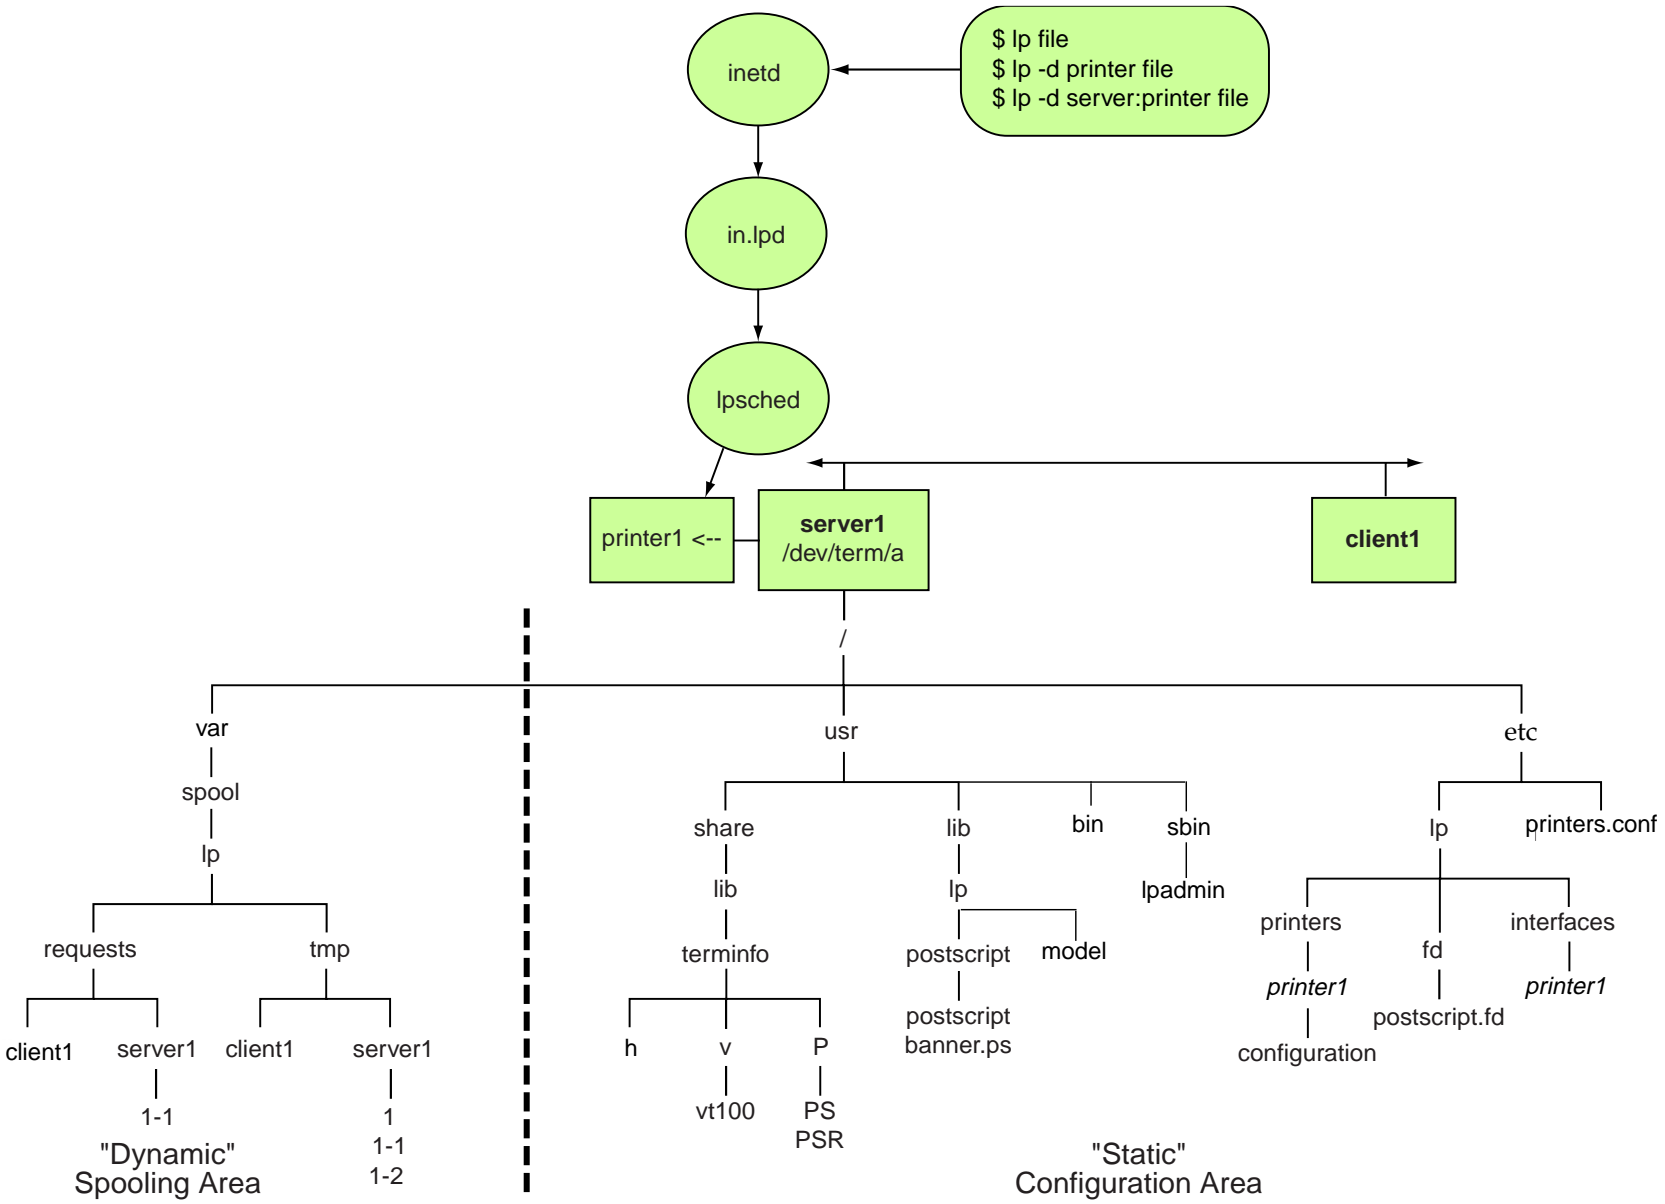 $ lp file
$ lp -d printer file
$ lp -d server:printer file
inetd
in.lpd
lpsched
printer1 <--
server1
/dev/term/a
client1
/
var
usr
etc
spool
share
lib
bin
sbin
lp
printers.conf
lp
lib
lp
lpadmin
printers
interfaces
requests
tmp
terminfo
postscript
model
fd
printer1
printer1
postscript
banner.ps
postscript.fd
client1
server1
client1
server1
h
v
P
configuration
1-1
1
1-1
1-2
vt100
PS
PSR
"Dynamic"
Spooling Area
"Static"
Configuration Area